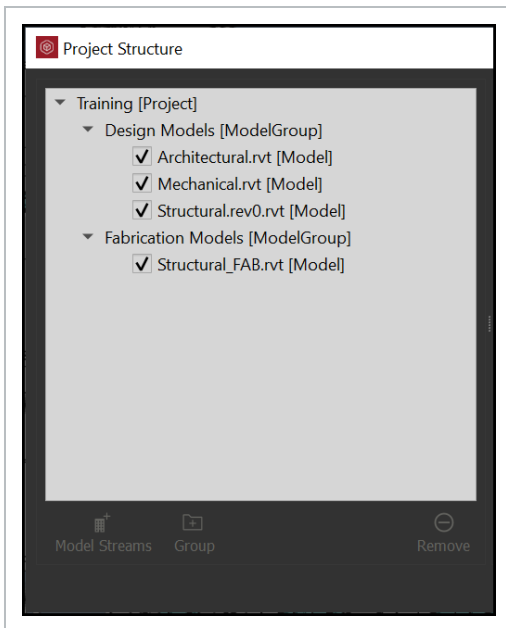 Project Structure
Training [Project]
Design Models [ModelGroup]
Architectural.rvt [Model]
Mechanical.rvt [Model]
Structural.rev0.rvt [Model]
Fabrication Models [ModelGroup]
Structural_FAB.rvt [Model]
Model Streams Group Remove